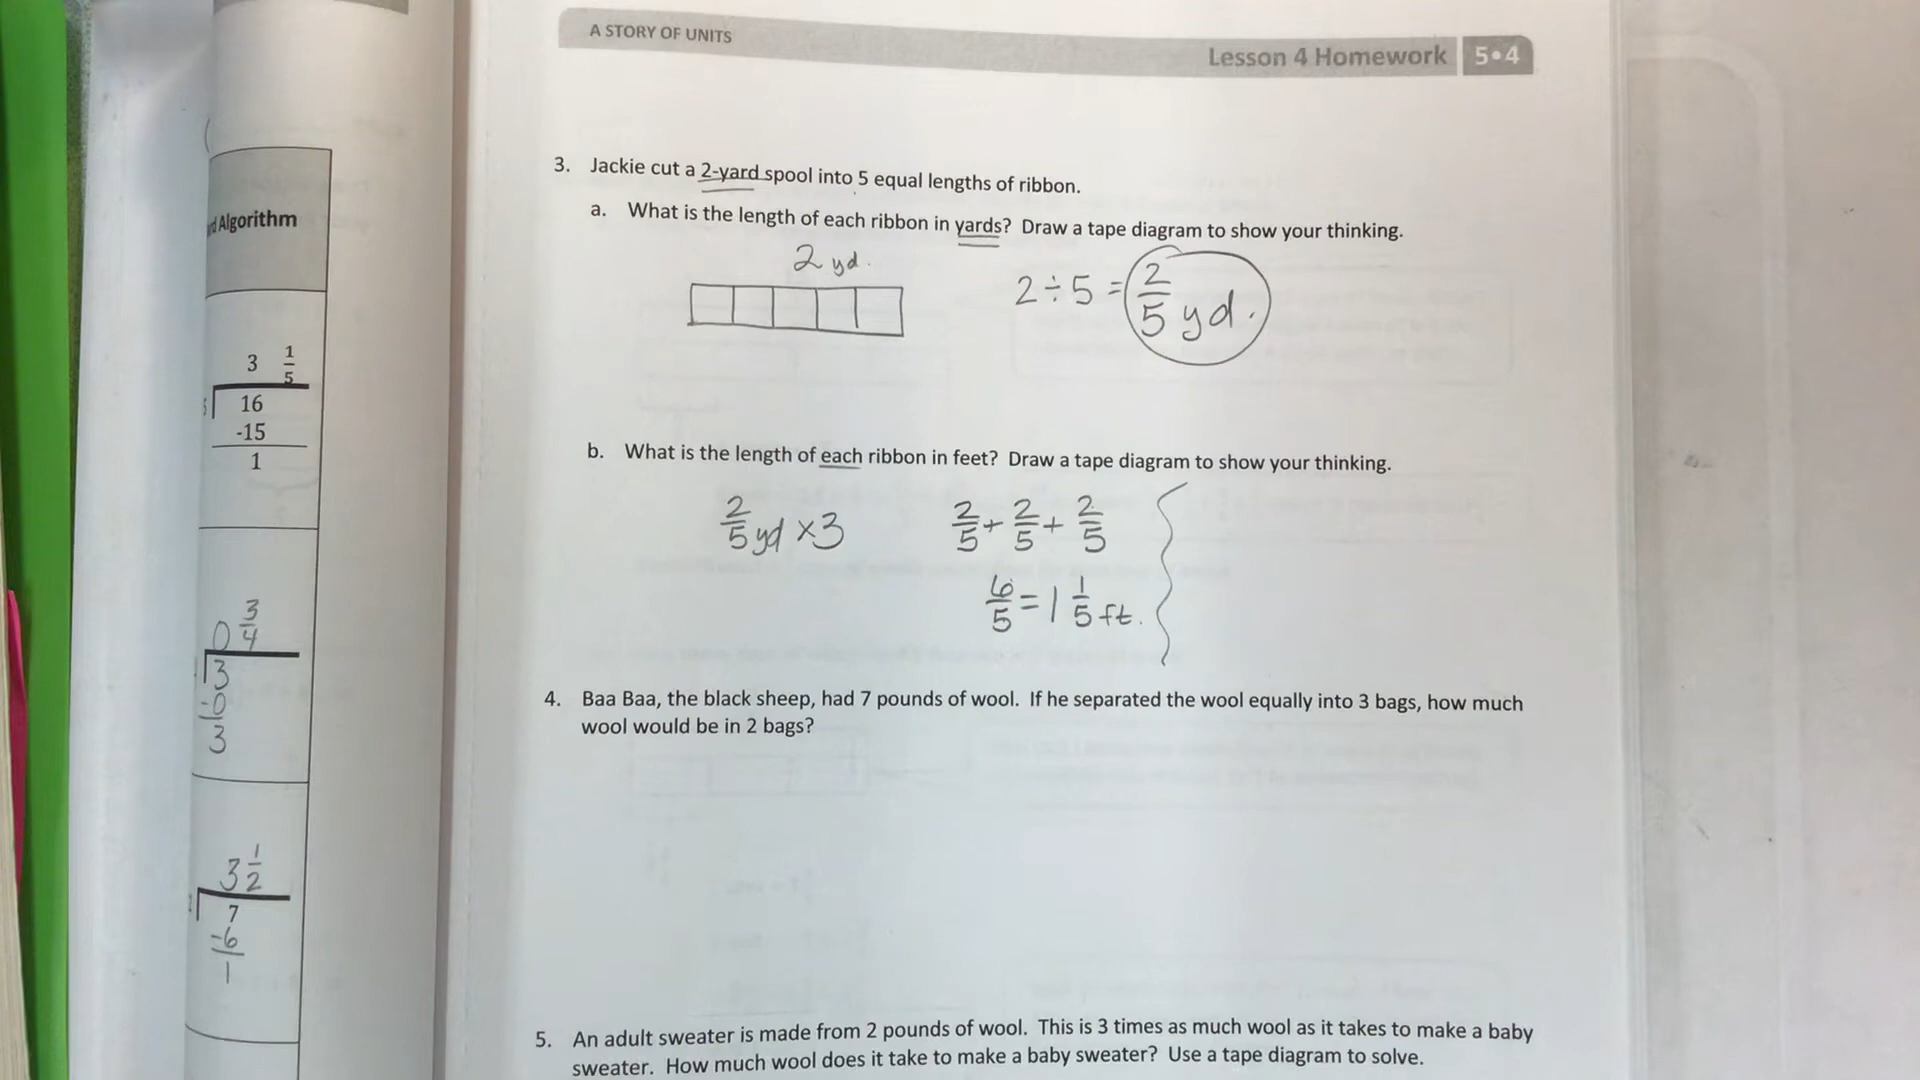 A STORY OF UNITS
Lesson 4 Homework 5•4
3. Jackie cut a 2-yard spool into 5 equal lengths of ribbon.
a. What is the length of each ribbon in yards? Draw a tape diagram to show your thinking.
2 yd.
2 ÷ 5 = 2/5 yd.
b. What is the length of each ribbon in feet? Draw a tape diagram to show your thinking.
2/5 yd ×3
2/5 + 2/5 + 2/5
6/5 = 1 1/5 ft.
4. Baa Baa, the black sheep, had 7 pounds of wool. If he separated the wool equally into 3 bags, how much
wool would be in 2 bags?
5. An adult sweater is made from 2 pounds of wool. This is 3 times as much wool as it takes to make a baby
sweater. How much wool does it take to make a baby sweater? Use a tape diagram to solve.
Algorithm
3 1/5
5 16
-15
1
0 3/4
3
-0
3
3 1/2
7
-6
1